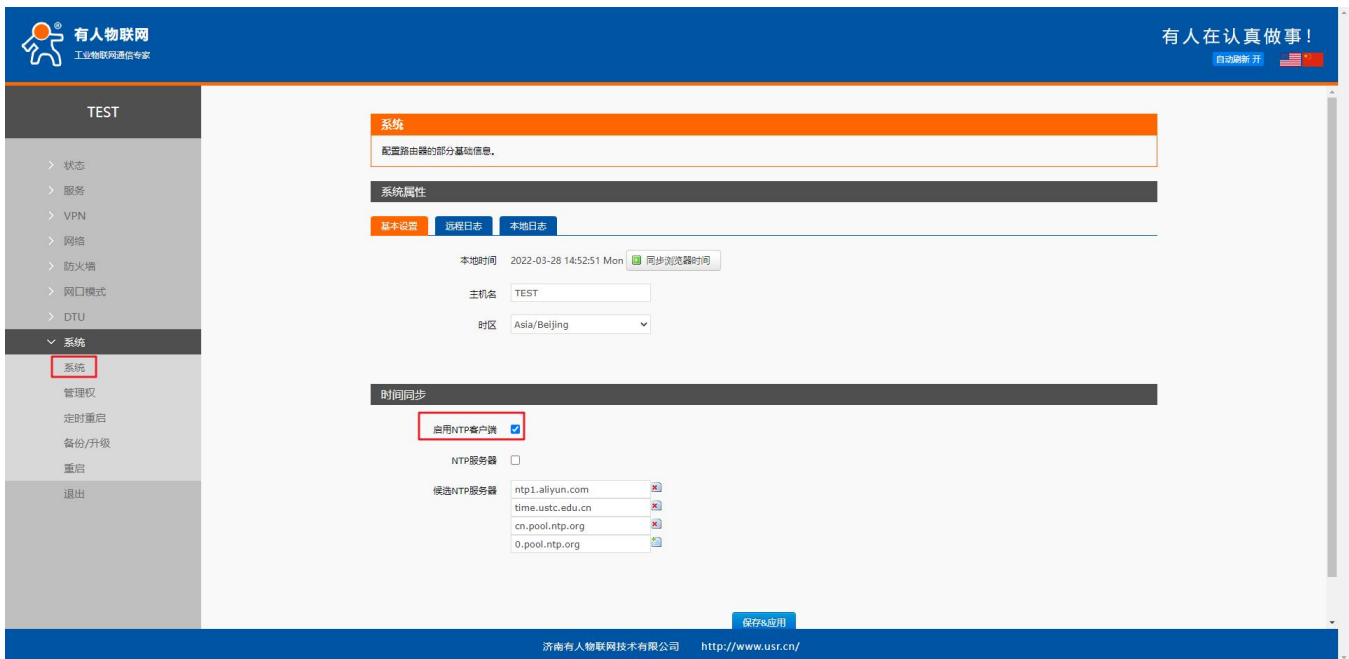 有人物联网
工业物联网通信专家
有人在认真做事!
自动刷新 开
TEST
状态
服务
VPN
网络
防火墙
网口模式
DTU
系统
系统
管理权
定时重启
备份/升级
重启
退出
系统
配置路由器的部分基础信息。
系统属性
基本设置 远程日志 本地日志
本地时间 2022-03-28 14:52:51 Mon 同步浏览器时间
主机名 TEST
时区 Asia/Beijing
时间同步
启用NTP客户端
NTP服务器
候选NTP服务器 ntp1.aliyun.com
time.ustc.edu.cn
cn.pool.ntp.org
0.pool.ntp.org
保存&应用
济南有人物联网技术有限公司 http://www.usr.cn/